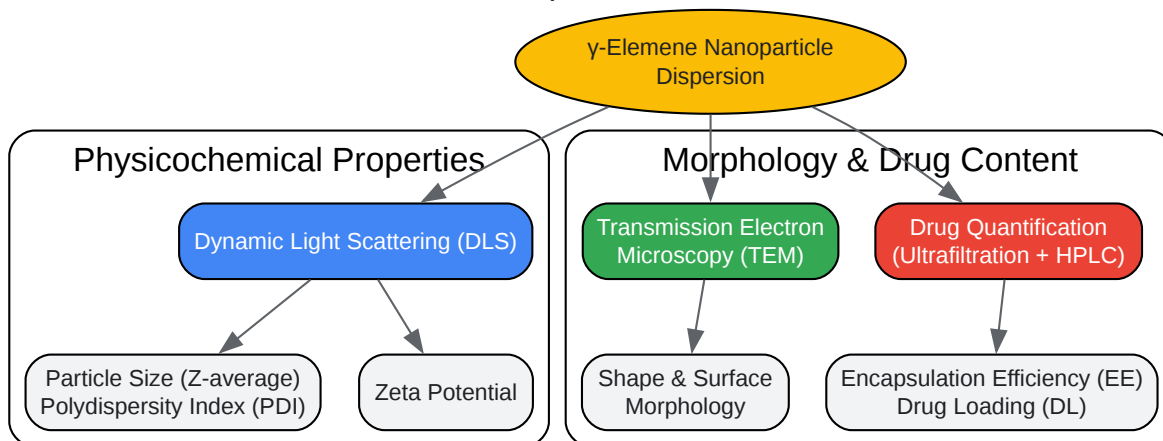 γ-Elemene Nanoparticle
Dispersion
Physicochemical Properties
Morphology & Drug Content
Dynamic Light Scattering (DLS)
Transmission Electron
Microscopy (TEM)
Drug Quantification
(Ultrafiltration + HPLC)
Particle Size (Z-average)
Polydispersity Index (PDI)
Zeta Potential
Shape & Surface
Morphology
Encapsulation Efficiency (EE)
Drug Loading (DL)